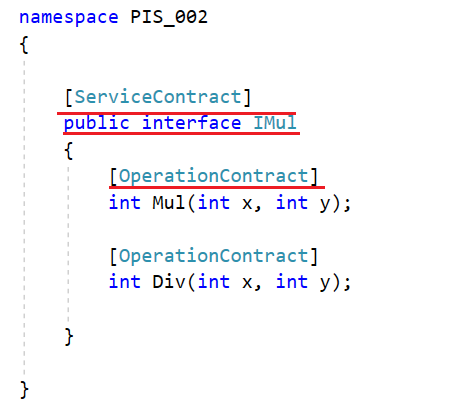 namespace PIS_002
{
[ServiceContract]
public interface IMul
{
[OperationContract]
int Mul(int x, int y);
[OperationContract]
int Div(int x, int y);
}
}